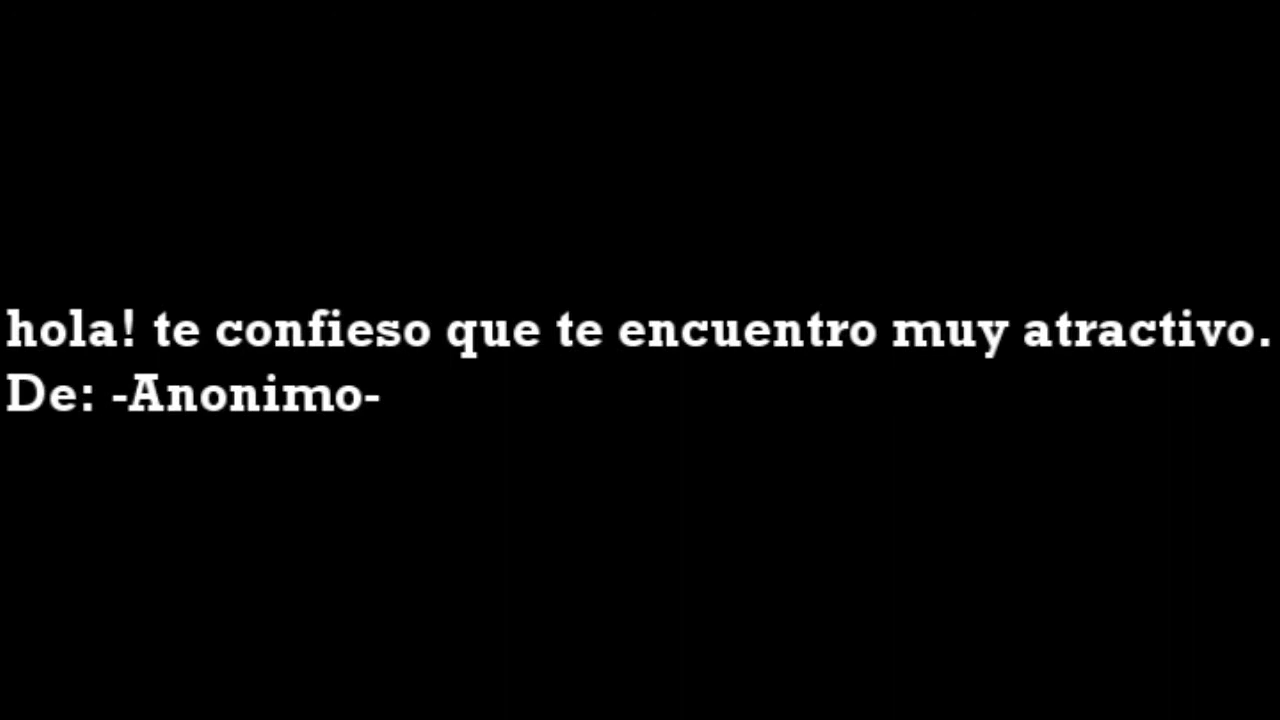 hola! te confieso que te encuentro muy atractivo.
De: -Anonimo-